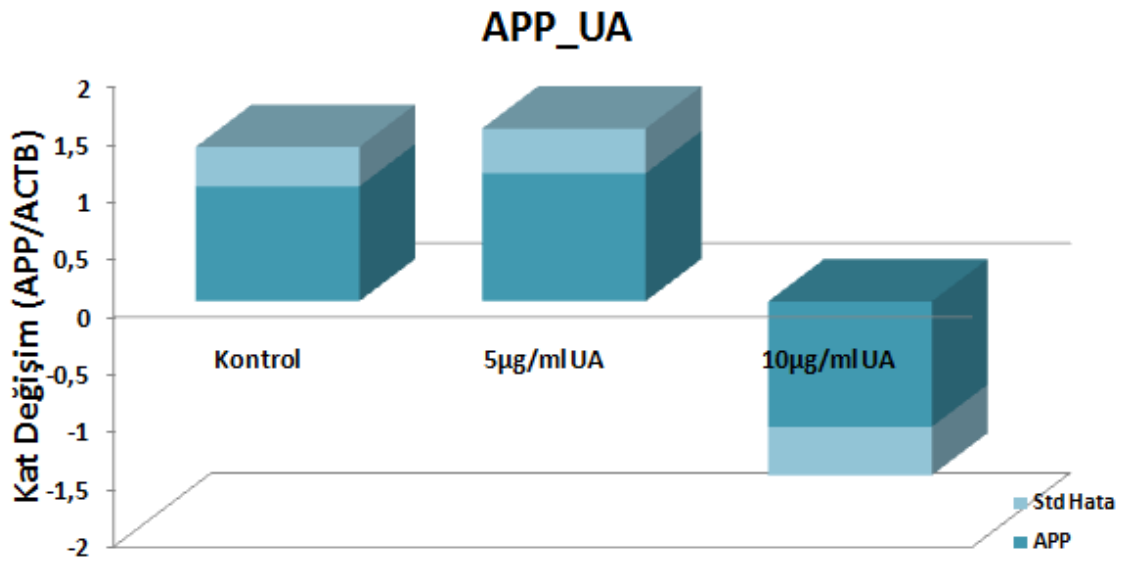 APP_UA
Kat Değişim (APP/ACTB)
2
1,5
1
0,5
0
-0,5
-1
-1,5
-2
Kontrol
5µg/ml UA
10µg/ml UA
Std Hata
APP